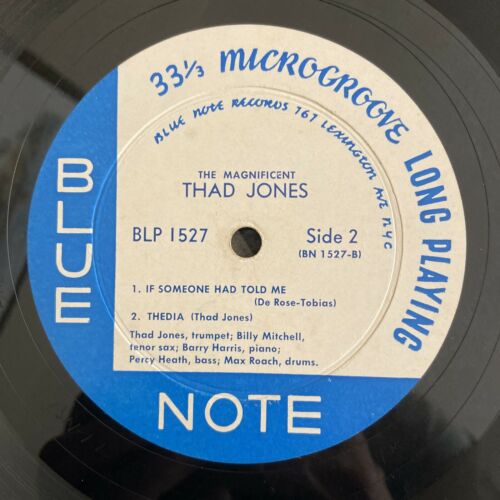 33⅓ MICROGROOVE LONG PLAYING
BLUE NOTE RECORDS 767 LEXINGTON AVE NYC
THE MAGNIFICENT
THAD JONES
BLP 1527
Side 2
(BN 1527-B)
1. IF SOMEONE HAD TOLD ME
(De Rose-Tobias)
2. THEDIA (Thad Jones)
Thad Jones, trumpet; Billy Mitchell,
tenor sax; Barry Harris, piano;
Percy Heath, bass; Max Roach, drums.
BLUE
NOTE